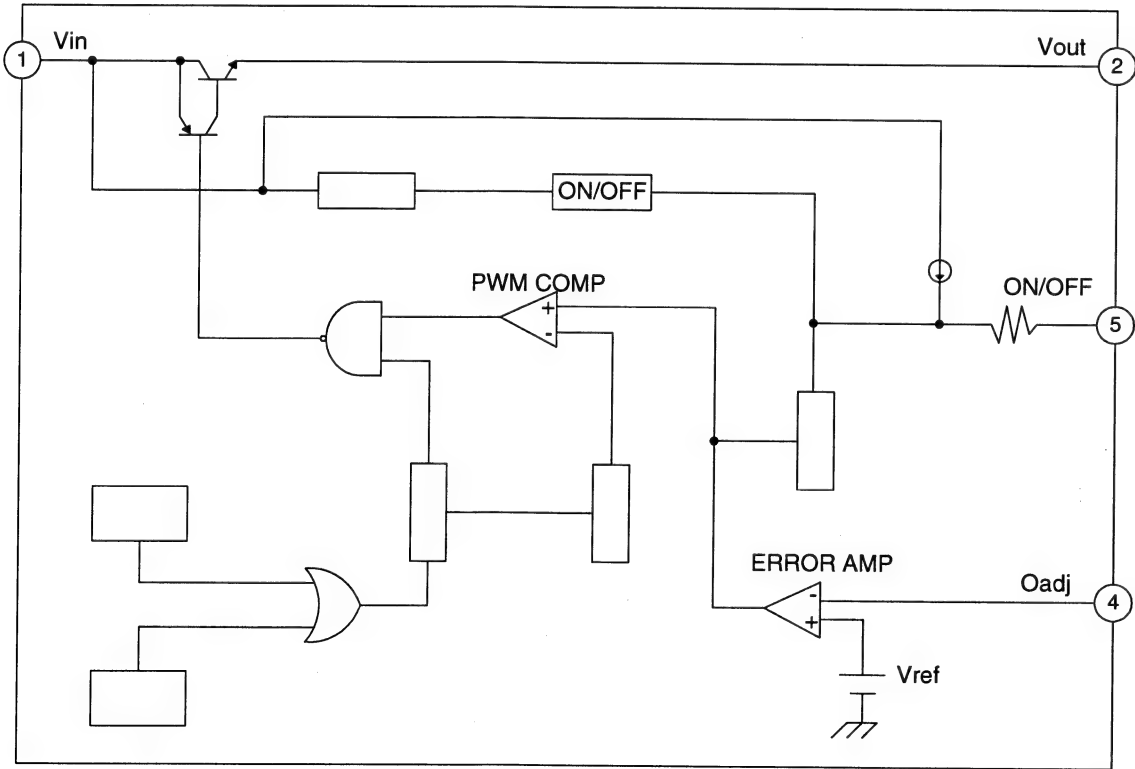 1
Vin
Vout
2
ON/OFF
PWM COMP
+
-
ON/OFF
5
ERROR AMP
-
+
Oadj
4
Vref